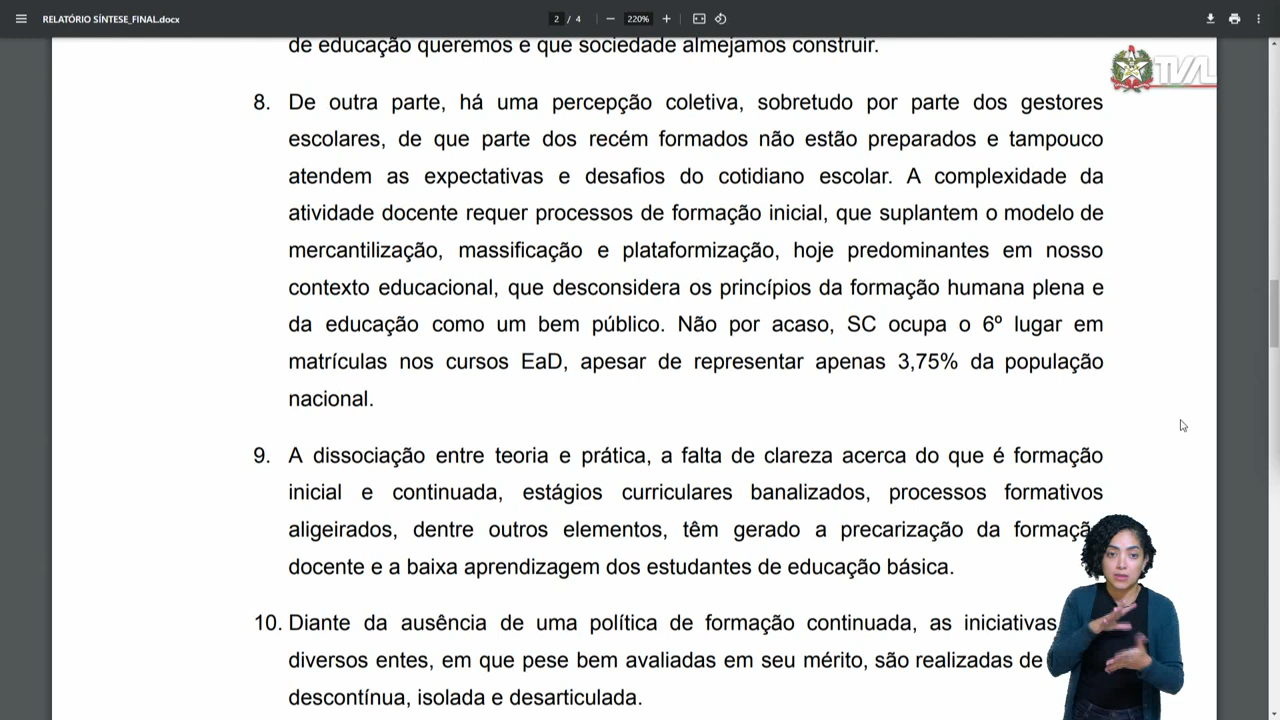 RELATÓRIO SÍNTESE_FINAL.docx
2 / 4
220%
TVAL
de educação queremos e que sociedade almejamos construir.
8. De outra parte, há uma percepção coletiva, sobretudo por parte dos gestores
escolares, de que parte dos recém formados não estão preparados e tampouco
atendem as expectativas e desafios do cotidiano escolar. A complexidade da
atividade docente requer processos de formação inicial, que suplantem o modelo de
mercantilização, massificação e plataformização, hoje predominantes em nosso
contexto educacional, que desconsidera os princípios da formação humana plena e
da educação como um bem público. Não por acaso, SC ocupa o 6º lugar em
matrículas nos cursos EaD, apesar de representar apenas 3,75% da população
nacional.
9. A dissociação entre teoria e prática, a falta de clareza acerca do que é formação
inicial e continuada, estágios curriculares banalizados, processos formativos
aligeirados, dentre outros elementos, têm gerado a precarização da formação
docente e a baixa aprendizagem dos estudantes de educação básica.
10. Diante da ausência de uma política de formação continuada, as iniciativas
diversos entes, em que pese bem avaliadas em seu mérito, são realizadas de
descontínua, isolada e desarticulada.